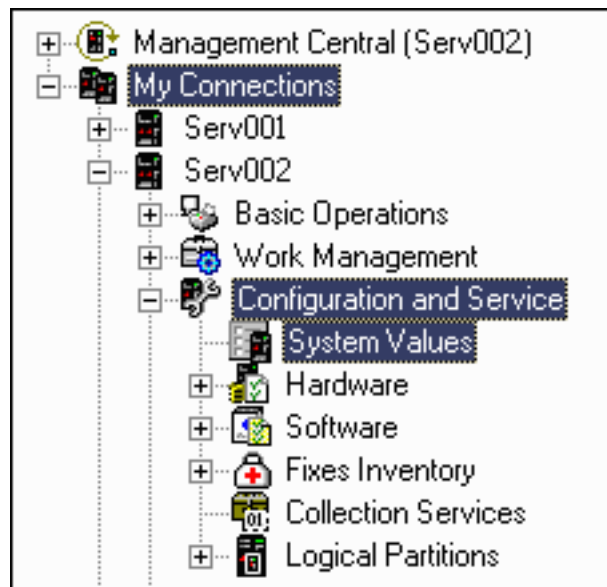 Management Central (Serv002)
My Connections
Serv001
Serv002
Basic Operations
Work Management
Configuration and Service
System Values
Hardware
Software
Fixes Inventory
Collection Services
Logical Partitions